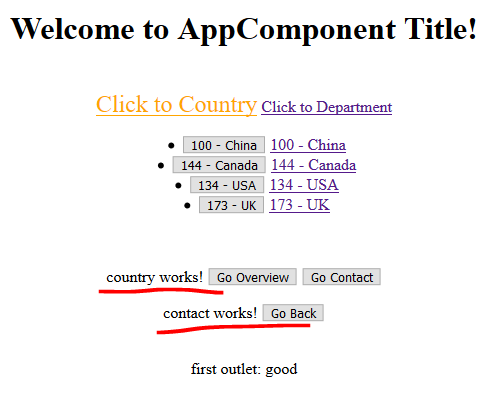 Welcome to AppComponent Title!
Click to Country Click to Department
100 - China 100 - China
144 - Canada 144 - Canada
134 - USA 134 - USA
173 - UK 173 - UK
country works! Go Overview Go Contact
contact works! Go Back
first outlet: good